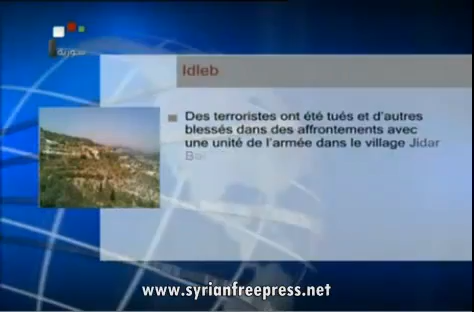 سورية
Idleb
Des terroristes ont été tués et d'autres
blessés dans des affrontements avec
une unité de l'armée dans le village Jidar
www.syrianfreepress.net